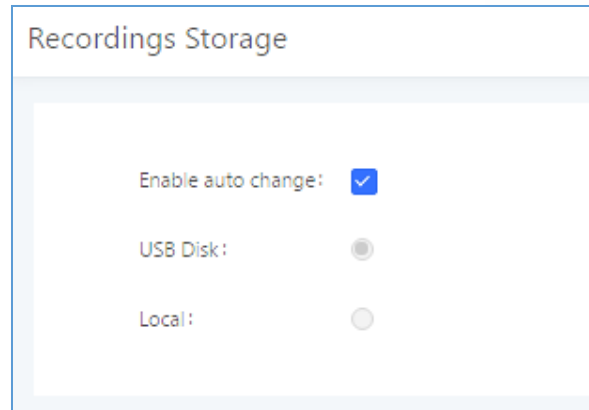 Recordings Storage
Enable auto change:
USB Disk:
Local: